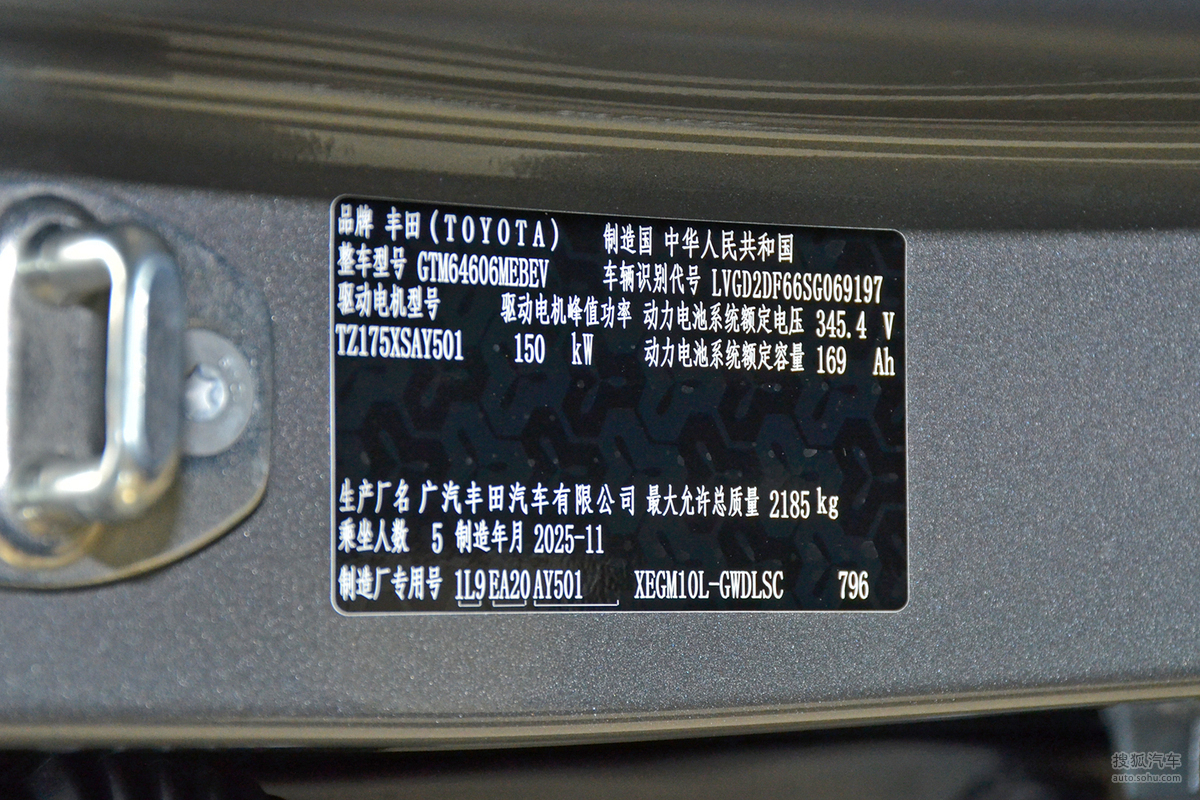 品牌 丰田(TOYOTA) 制造国 中华人民共和国
整车型号 GTM64606MEBEV 车辆识别代号 LVGD2DF66SG069197
驱动电机型号 驱动电机峰值功率 动力电池系统额定电压 345.4 V
TZ175XSAY501 150 kW 动力电池系统额定容量 169 Ah
生产厂名 广汽丰田汽车有限公司 最大允许总质量 2185 kg
乘坐人数 5 制造年月 2025-11
制造厂专用号 1L9 EA20 AY501 XEGM10L-GWDLSC 796
搜狐汽车
auto.sohu.com